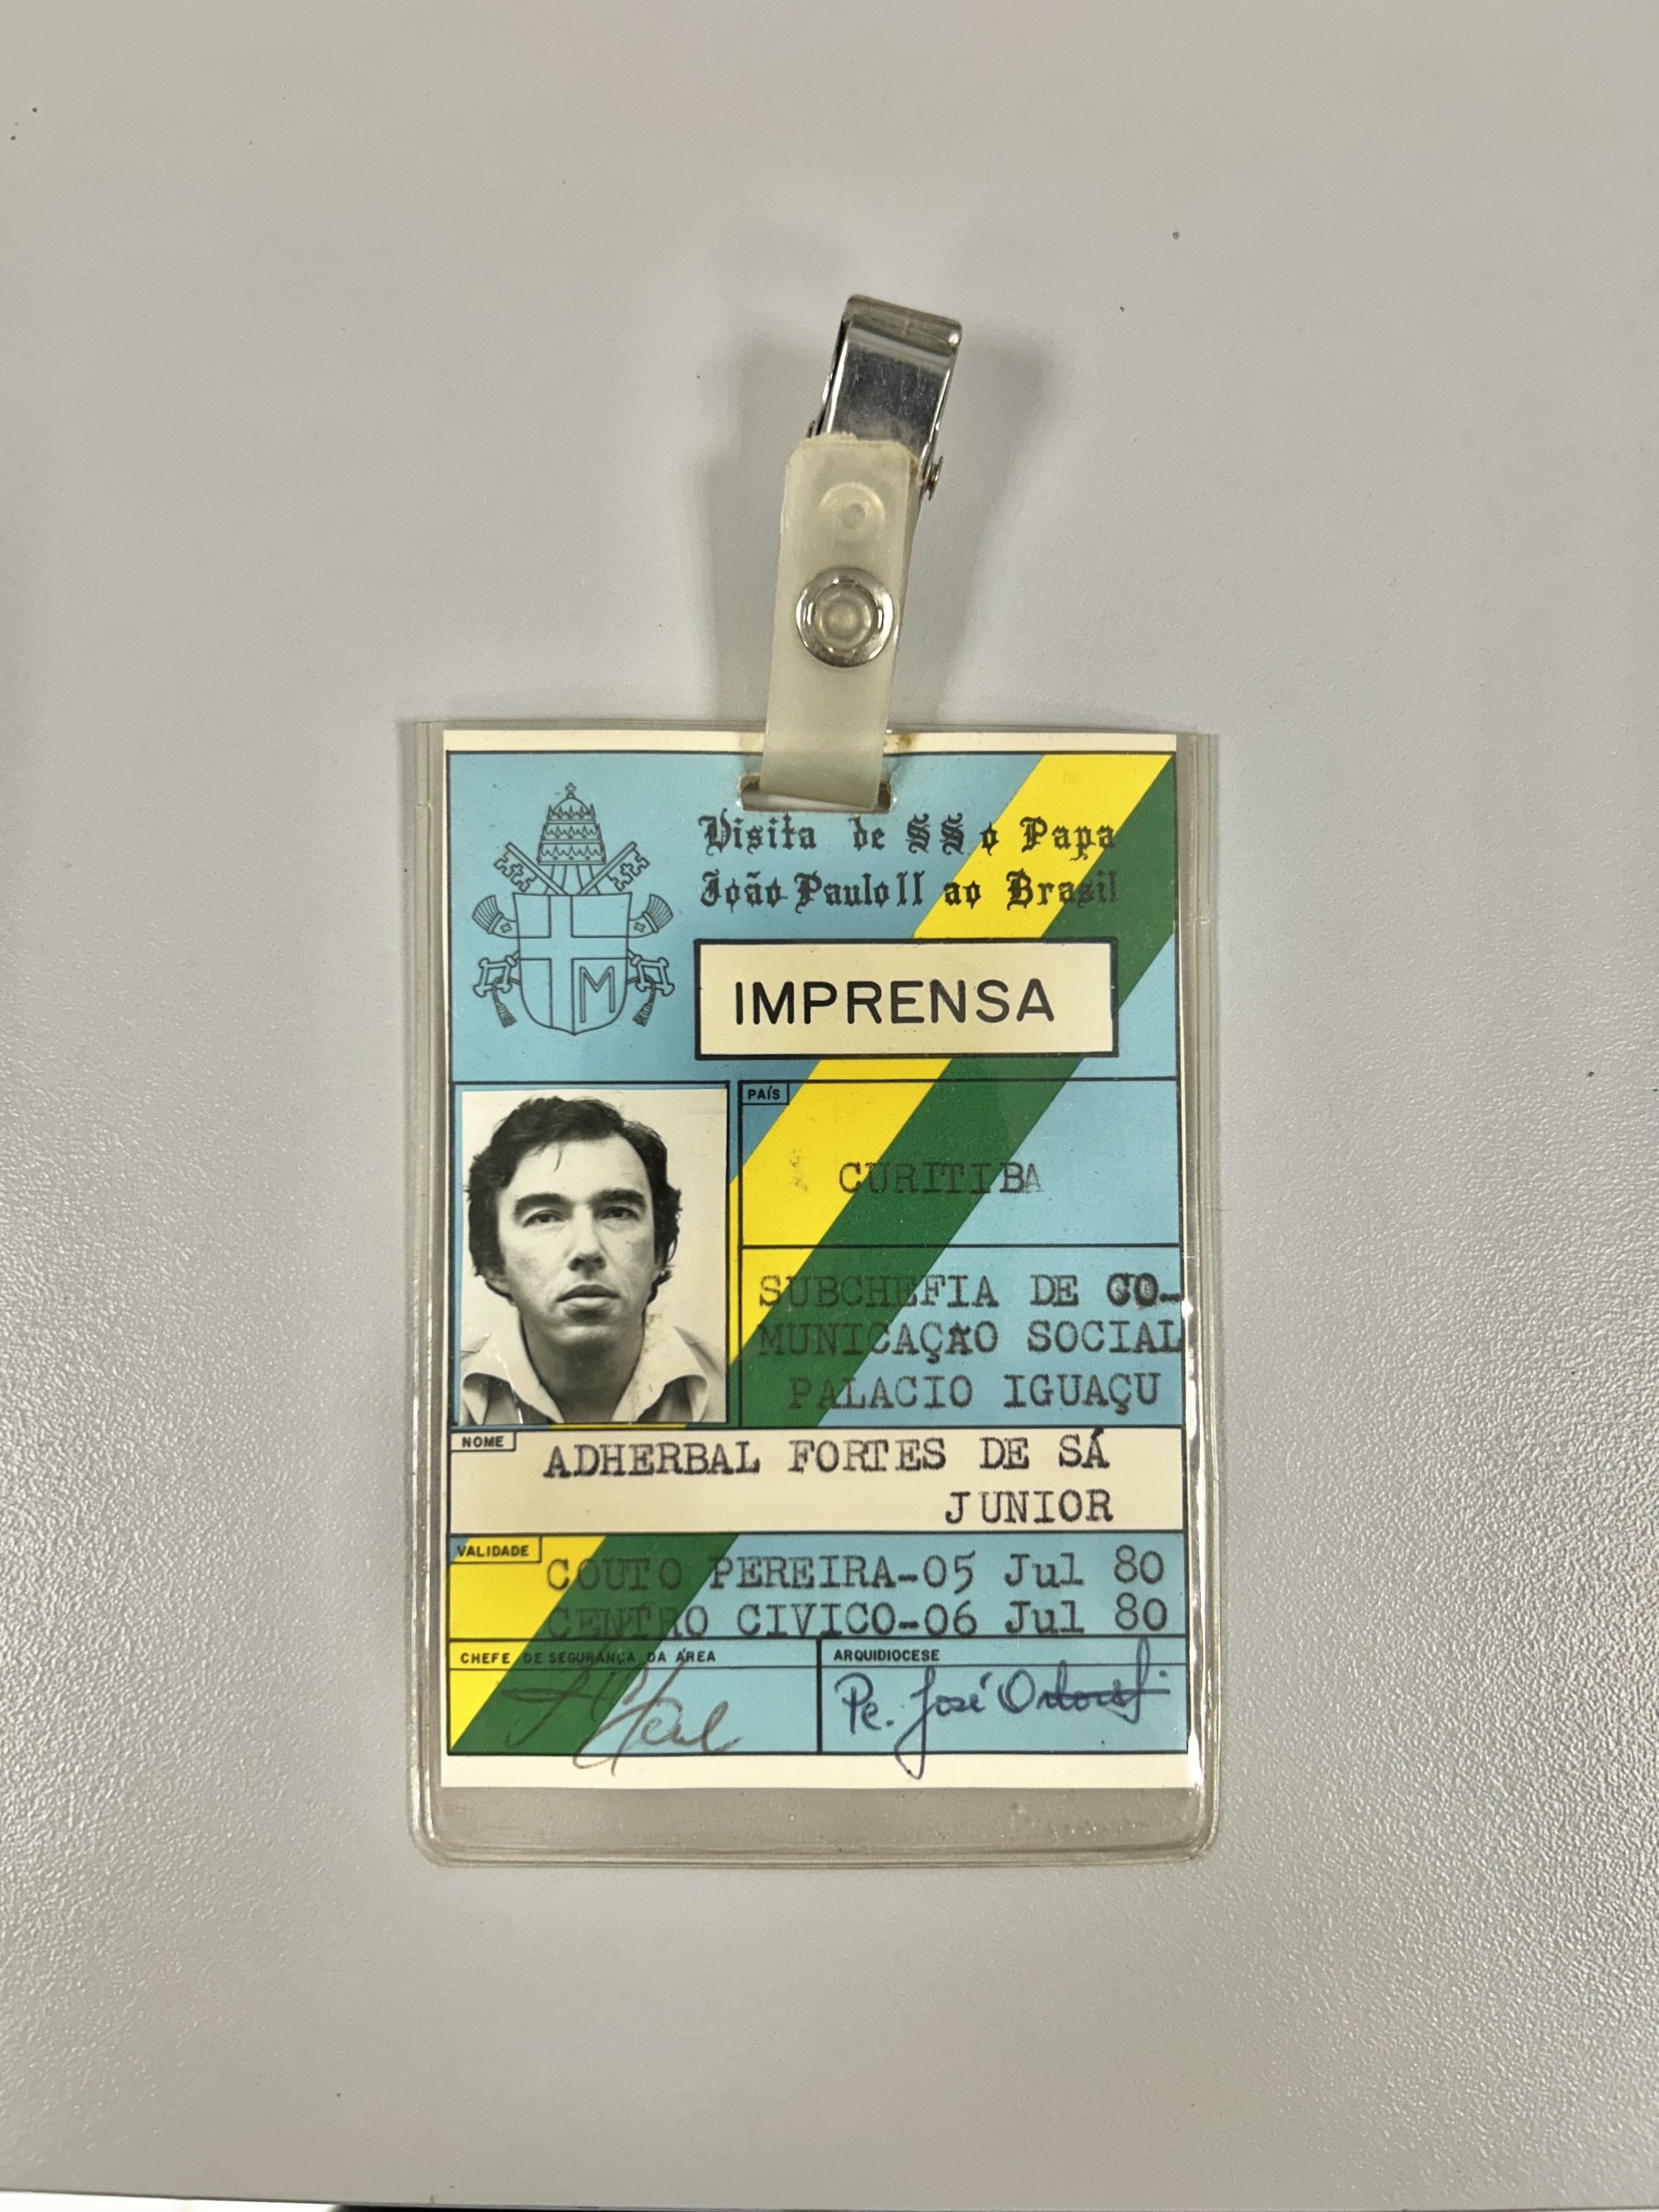 Visita de SS o Papa
João Paulo II ao Brasil
M
IMPRENSA
PAÍS
CURITIBA
SUBCHEFIA DE CO-
MUNICAÇÃO SOCIAL
PALACIO IGUAÇU
NOME
ADHERBAL FORTES DE SÁ
JUNIOR
VALIDADE
COUTO PEREIRA-05 Jul 80
CENTRO CIVICO-06 Jul 80
CHEFE DE SEGURANÇA DA ÁREA
ARQUIDIOCESE
Pe. José